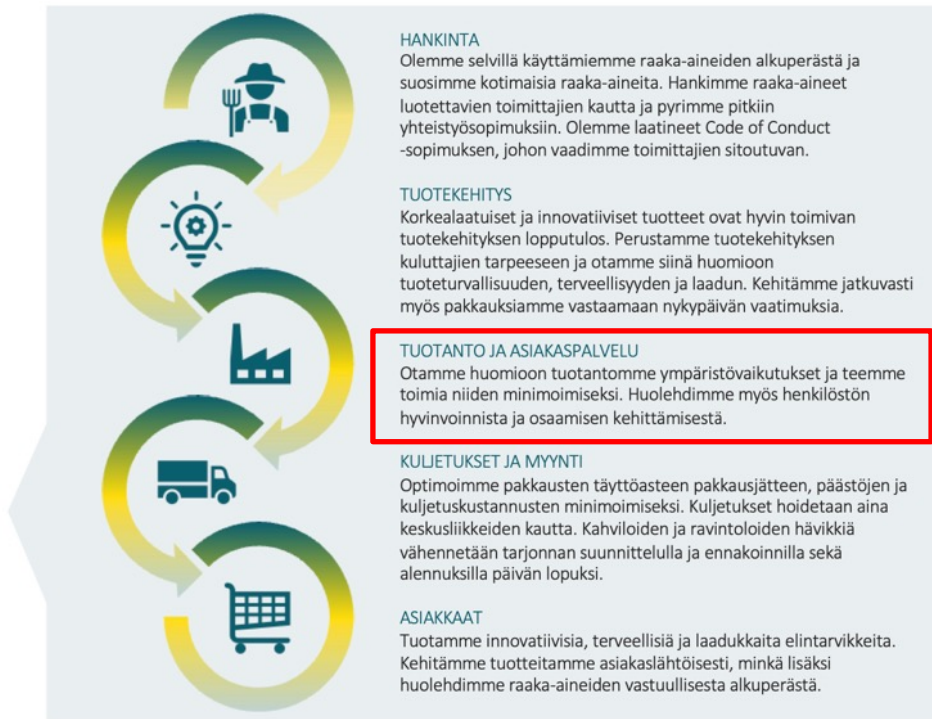 HANKINTA
Olemme selvillä käyttämiemme raaka-aineiden alkuperästä ja
suosimme kotimaisia raaka-aineita. Hankimme raaka-aineet
luotettavien toimittajien kautta ja pyrimme pitkiin
yhteistyösopimuksiin. Olemme laatineet Code of Conduct
-sopimuksen, johon vaadimme toimittajien sitoutuvan.
TUOTEKEHITYS
Korkealaatuiset ja innovatiiviset tuotteet ovat hyvin toimivan
tuotekehityksen lopputulos. Perustamme tuotekehityksen
kuluttajien tarpeeseen ja otamme siinä huomioon
tuoteturvallisuuden, terveellisyyden ja laadun. Kehitämme jatkuvasti
myös pakkauksiamme vastaamaan nykypäivän vaatimuksia.
TUOTANTO JA ASIAKASPALVELU
Otamme huomioon tuotantomme ympäristövaikutukset ja teemme
toimia niiden minimoimiseksi. Huolehdimme myös henkilöstön
hyvinvoinnista ja osaamisen kehittämisestä.
KULJETUKSET JA MYYNTI
Optimoimme pakkausten täyttöasteen pakkausjätteen, päästöjen ja
kuljetuskustannusten minimoimiseksi. Kuljetukset hoidetaan aina
keskusliikkeiden kautta. Kahviloiden ja ravintoloiden hävikkiä
vähennetään tarjonnan suunnittelulla ja ennakoinnilla sekä
alennuksilla päivän lopuksi.
ASIAKKAAT
Tuotamme innovatiivisia, terveellisiä ja laadukkaita elintarvikkeita.
Kehitämme tuotteitamme asiakaslähtöisesti, minkä lisäksi
huolehdimme raaka-aineiden vastuullisesta alkuperästä.